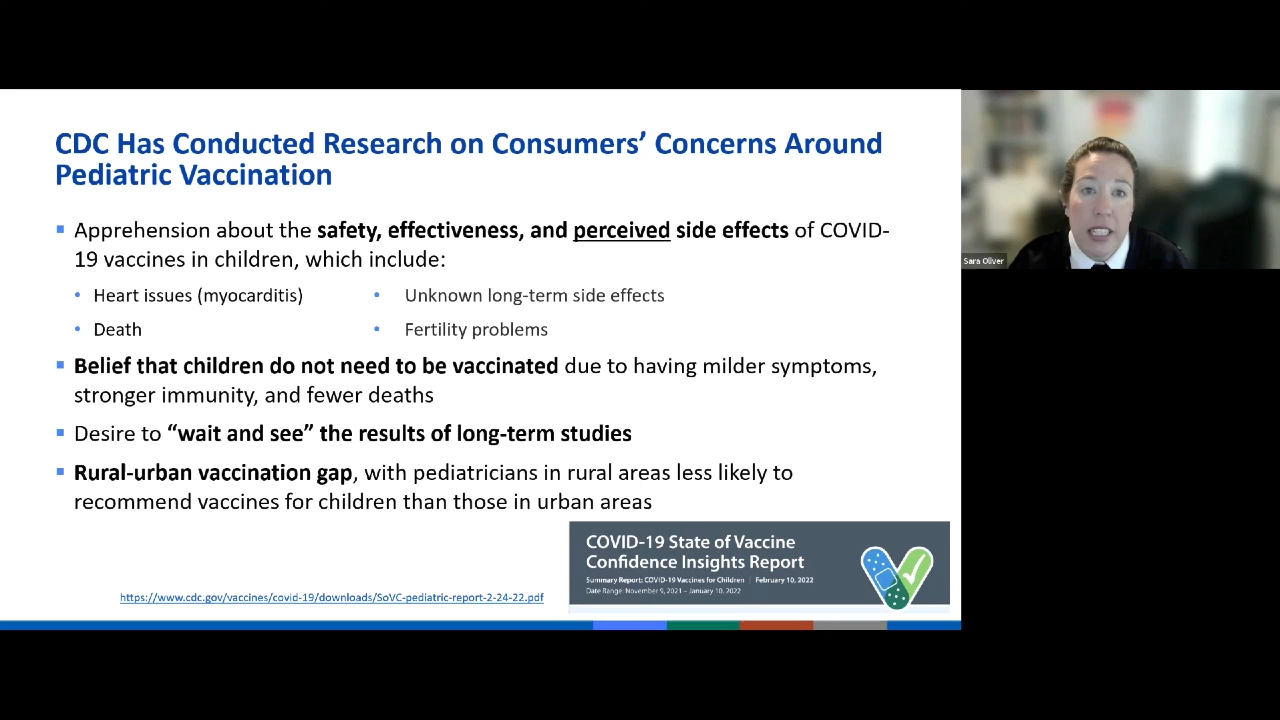 CDC Has Conducted Research on Consumers’ Concerns Around
Pediatric Vaccination
▪ Apprehension about the safety, effectiveness, and perceived side effects of COVID-
19 vaccines in children, which include:
• Heart issues (myocarditis)
• Unknown long-term side effects
• Death
• Fertility problems
▪ Belief that children do not need to be vaccinated due to having milder symptoms,
stronger immunity, and fewer deaths
▪ Desire to “wait and see” the results of long-term studies
▪ Rural-urban vaccination gap, with pediatricians in rural areas less likely to
recommend vaccines for children than those in urban areas
COVID-19 State of Vaccine
Confidence Insights Report
Summary Report: COVID-19 Vaccines for Children | February 10, 2022
Date Range: November 9, 2021 – January 10, 2022
https://www.cdc.gov/vaccines/covid-19/downloads/SoVC-pediatric-report-2-24-22.pdf
Sara Oliver